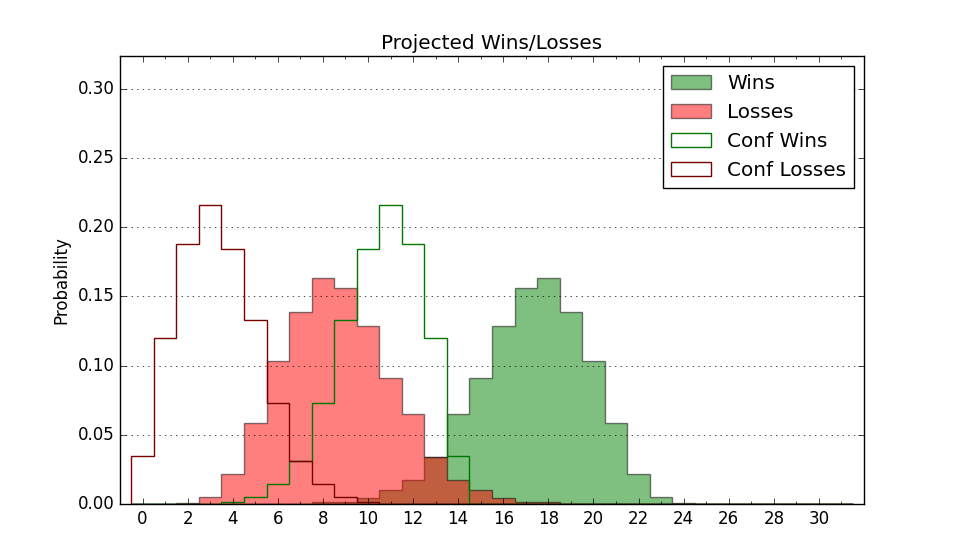 Projected Wins/Losses
Wins
Losses
Conf Wins
Conf Losses
Probability
0.30
0.25
0.20
0.15
0.10
0.05
0.00
0 2 4 6 8 10 12 14 16 18 20 22 24 26 28 30